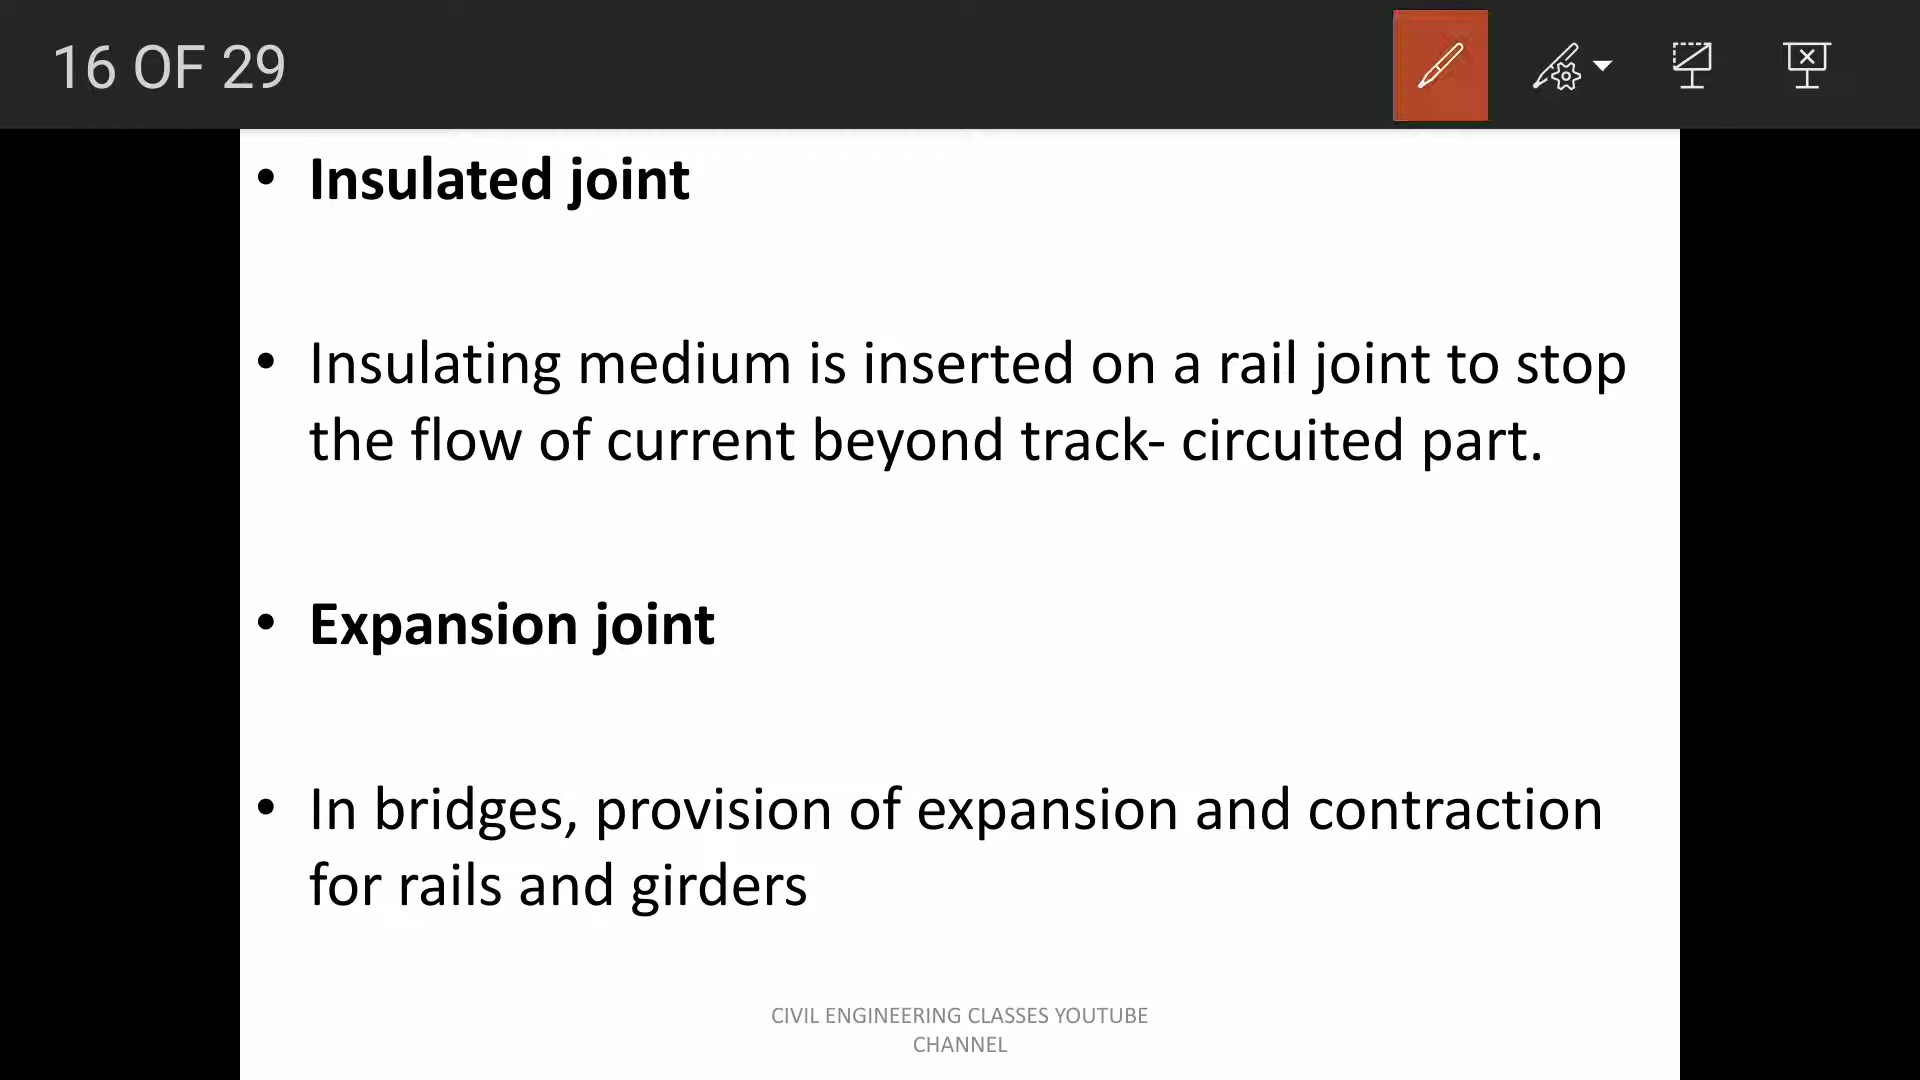 16 OF 29
• Insulated joint
• Insulating medium is inserted on a rail joint to stop
the flow of current beyond track- circuited part.
• Expansion joint
• In bridges, provision of expansion and contraction
for rails and girders
CIVIL ENGINEERING CLASSES YOUTUBE
CHANNEL